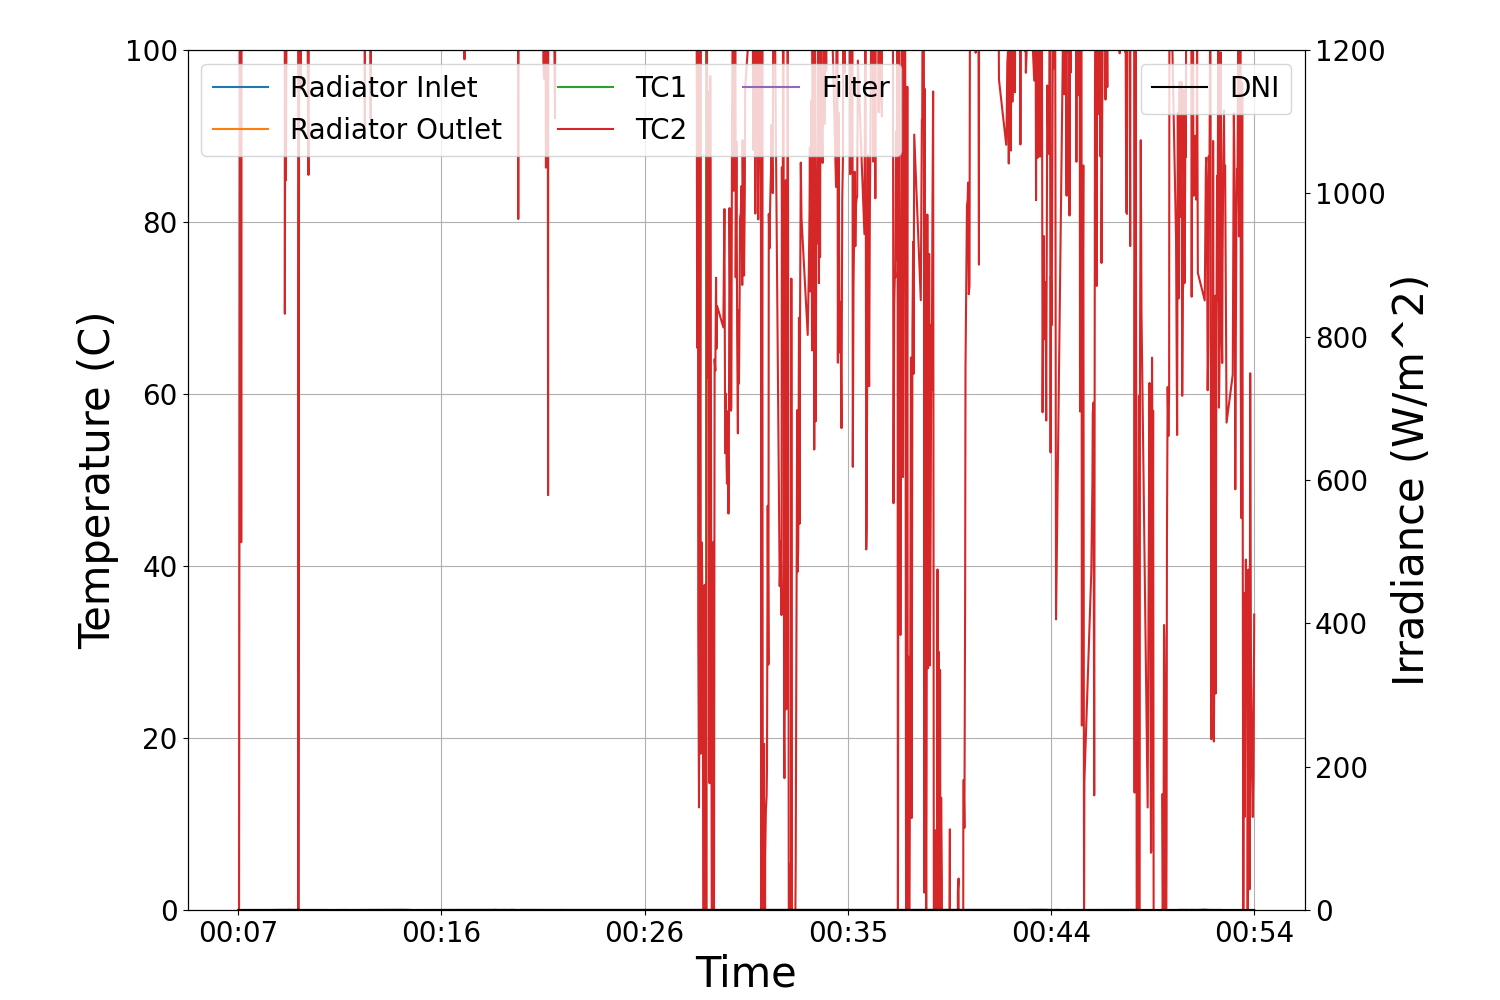 Radiator Inlet
Radiator Outlet
TC1
TC2
Filter
DNI
Temperature (C)
100
80
60
40
20
0
1200
1000
800
600
400
200
0
Irradiance (W/m^2)
00:07 00:16 00:26 00:35 00:44 00:54
Time